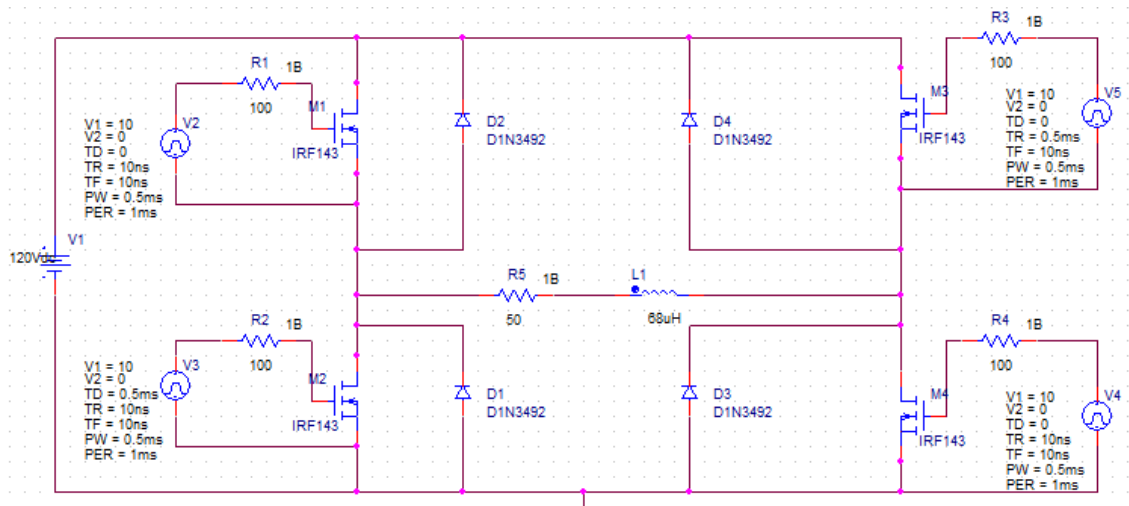 R3
1B
100
R1
1B
100
M1
IRF143
V2
V1 = 10
V2 = 0
TD = 0
TR = 10ns
TF = 10ns
PW = 0.5ms
PER = 1ms
D2
D1N3492
D4
D1N3492
M3
IRF143
V5
V1 = 10
V2 = 0
TD = 0
TR = 0.5ms
TF = 10ns
PW = 0.5ms
PER = 1ms
V1
120Vdc
R5
1B
50
L1
68uH
R2
1B
100
V3
V1 = 10
V2 = 0
TD = 0.5ms
TR = 10ns
TF = 10ns
PW = 0.5ms
PER = 1ms
M2
IRF143
D1
D1N3492
D3
D1N3492
R4
1B
100
M4
IRF143
V4
V1 = 10
V2 = 0
TD = 0
TR = 10ns
TF = 10ns
PW = 0.5ms
PER = 1ms